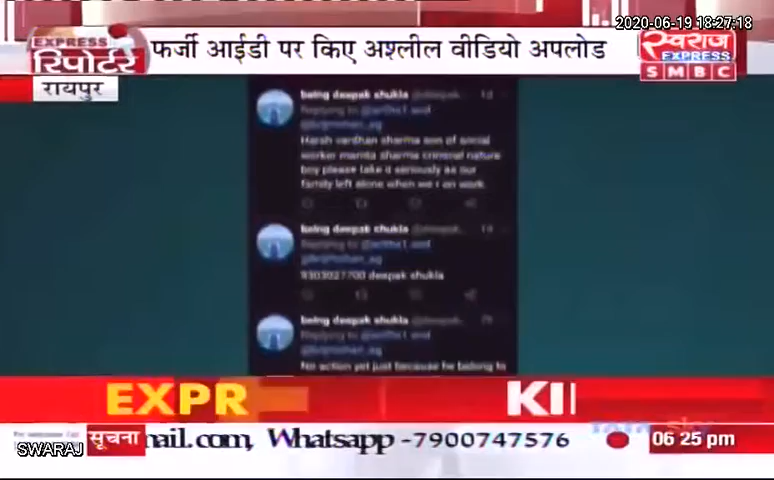 2020-06-19 18:27:18
EXPRESS
रिपोर्टर
फर्जी आईडी पर किए अश्लील वीडियो अपलोड
स्वराज
EXPRESS
SMBC
रायपुर
being deepak shukla
1d
Replying to
Harsh vardhan sharma son of social
worker mamta sharma criminal nature
boy please take it seriously as our
family left alone when we r on work
being deepak shukla
1d
Replying to
deepak shukla
being deepak shukla
Replying to
No action yet just because he belong to
EXPR
KI
SWARAJ
सूचना
mail.com, Whatsapp -7900747576
06 25 pm